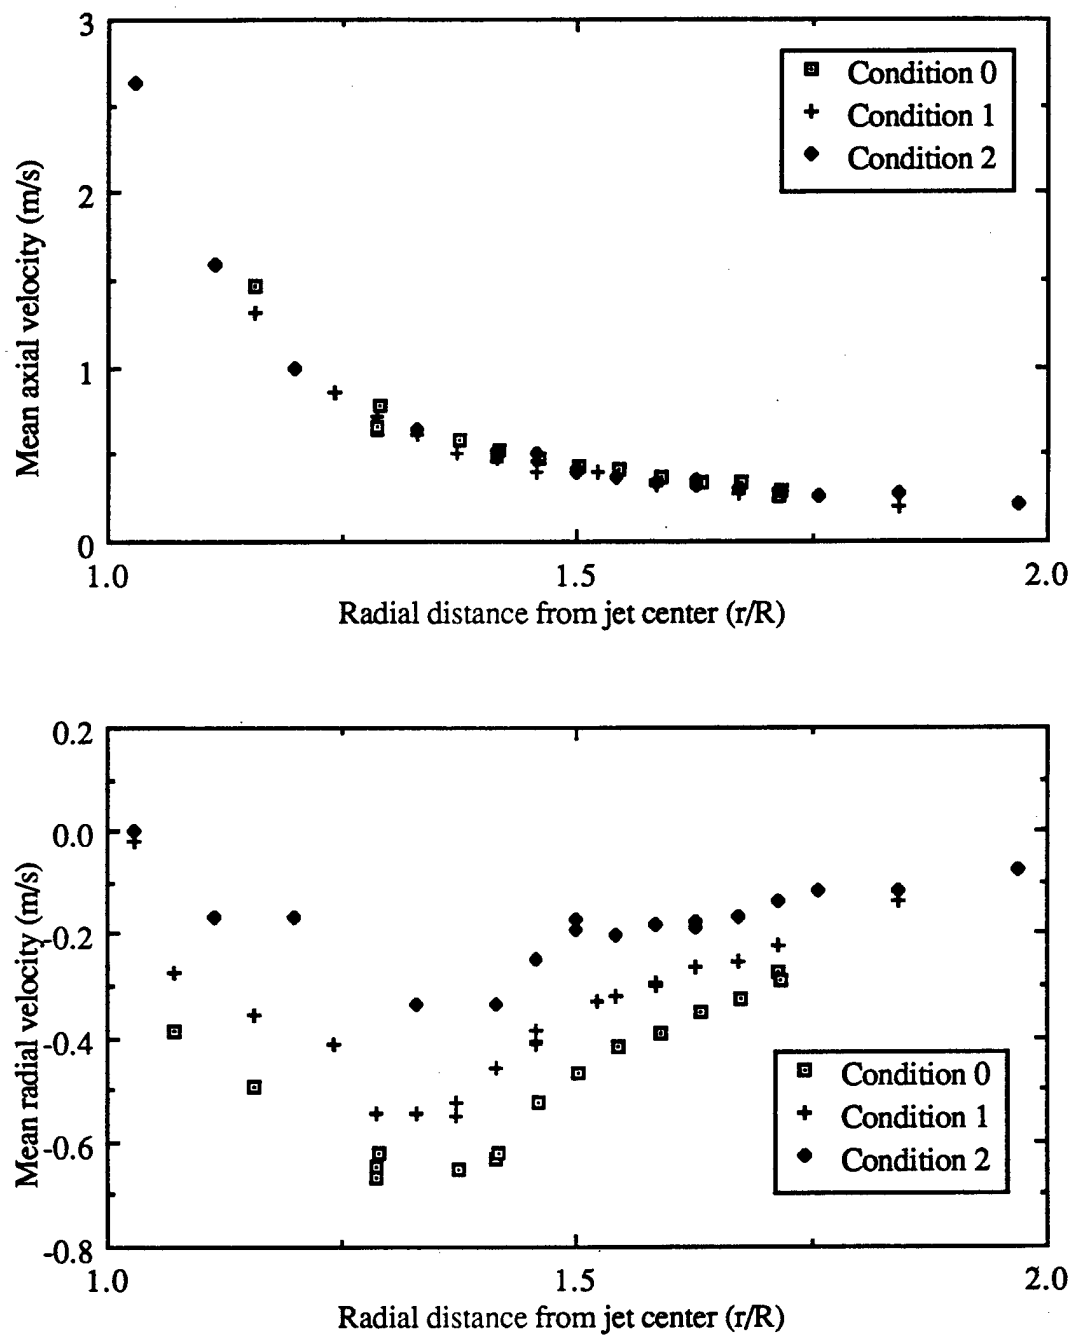 3
2
1
0
Mean axial velocity (m/s)
Condition 0
Condition 1
Condition 2
1.0 1.5 2.0
Radial distance from jet center (r/R)
0.2
0.0
-0.2
-0.4
-0.6
-0.8
Mean radial velocity (m/s)
Condition 0
Condition 1
Condition 2
1.0 1.5 2.0
Radial distance from jet center (r/R)